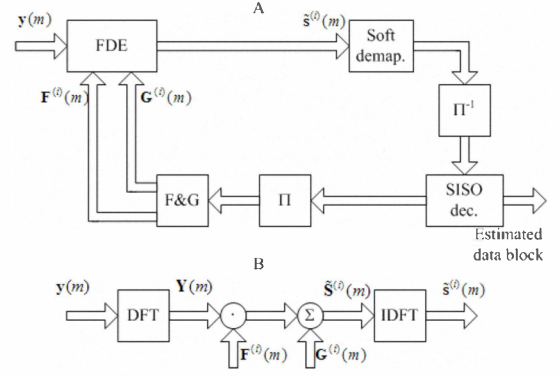 A
y(m)
FDE
s̃⁽ⁱ⁾(m)
Soft
demap.
F⁽ⁱ⁾(m)
G⁽ⁱ⁾(m)
Π⁻¹
F&G
Π
SISO
dec.
Estimated
data block
B
y(m)
DFT
Y(m)
·
Σ
S̃⁽ⁱ⁾(m)
IDFT
s̃⁽ⁱ⁾(m)
F⁽ⁱ⁾(m)
G⁽ⁱ⁾(m)